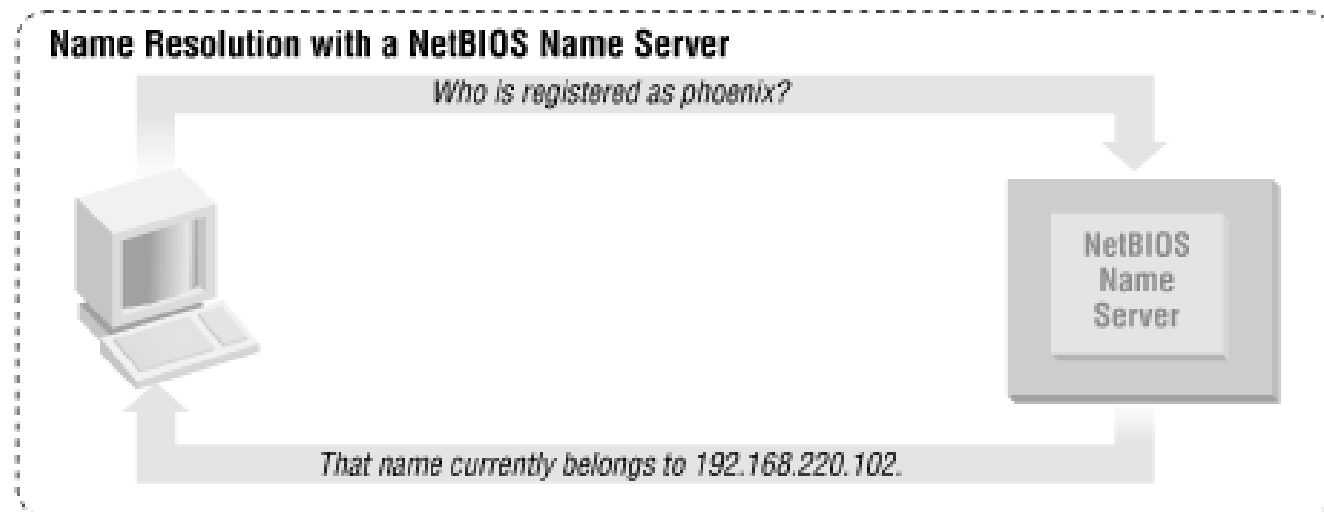 Name Resolution with a NetBIOS Name Server
Who is registered as phoenix?
NetBIOS
Name
Server
That name currently belongs to 192.168.220.102.